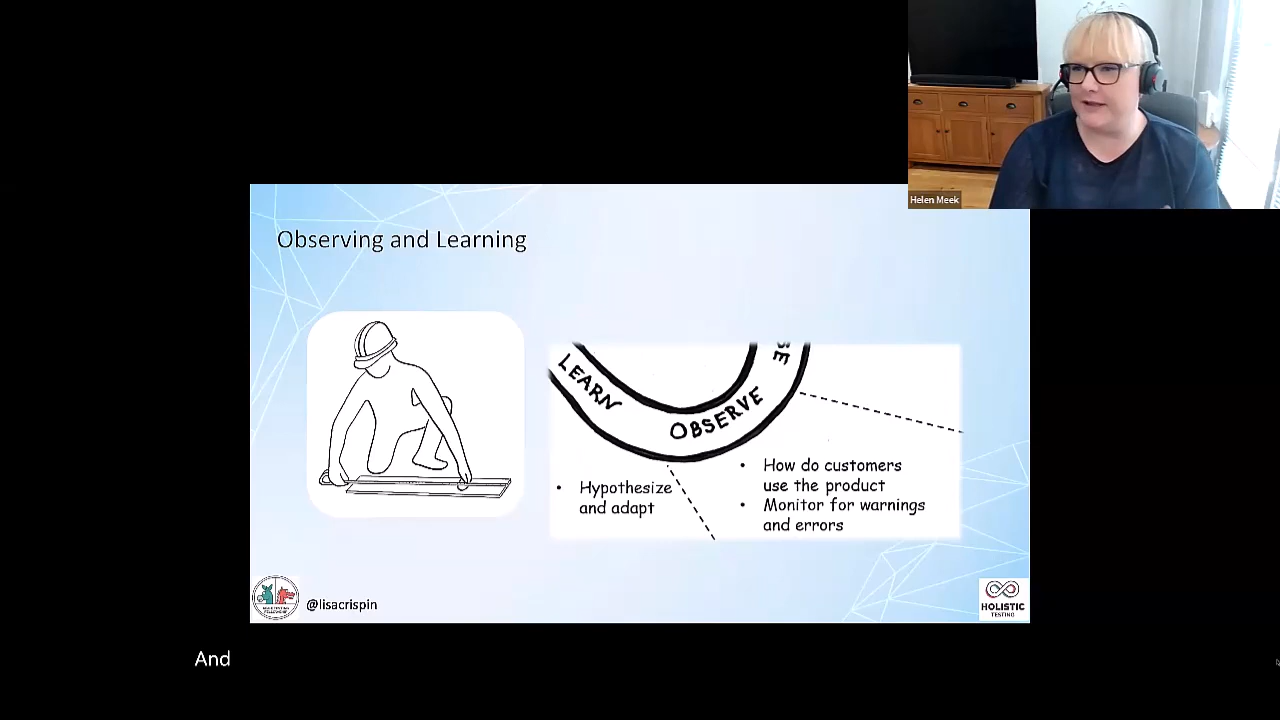 Helen Meek
Observing and Learning
LEARN
OBSERVE
SE
• Hypothesize
and adapt
• How do customers
use the product
• Monitor for warnings
and errors
@lisacrispin
HOLISTIC
TESTING
And